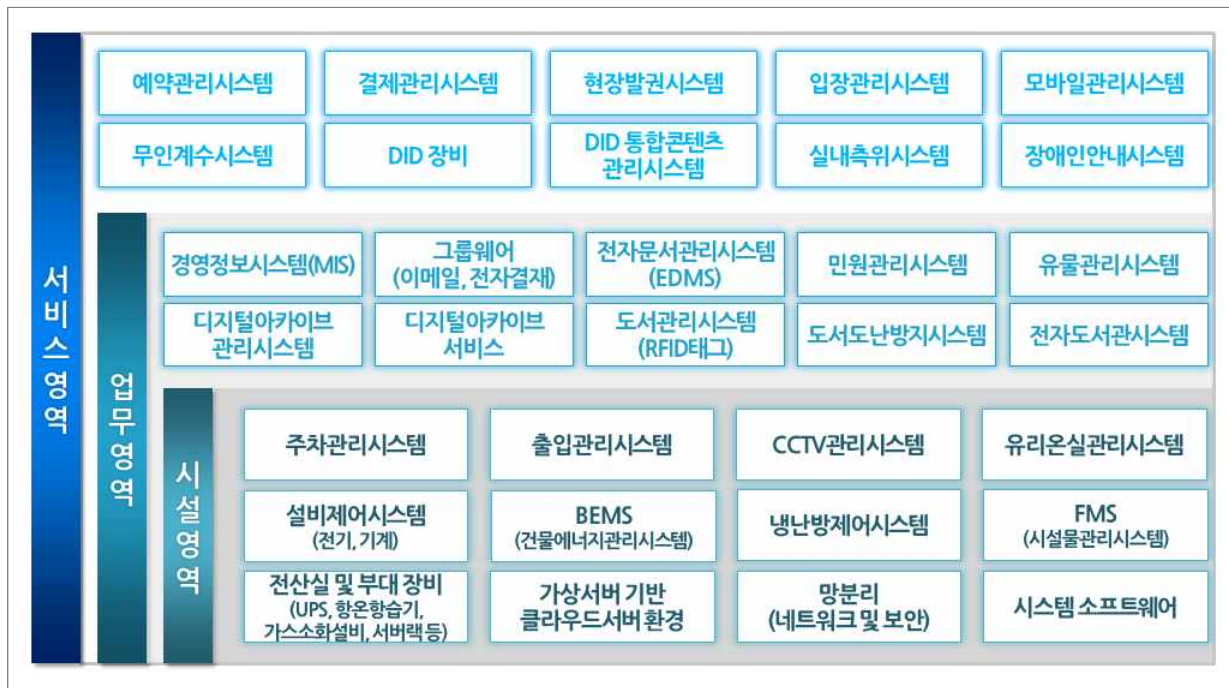 서비스영역
예약관리시스템
결제관리시스템
현장발권시스템
입장관리시스템
모바일관리시스템
무인계수시스템
DID 장비
DID 통합콘텐츠
관리시스템
실내측위시스템
장애인안내시스템
업무영역
경영정보시스템(MIS)
그룹웨어
(이메일, 전자결재)
전자문서관리시스템
(EDMS)
민원관리시스템
유물관리시스템
디지털아카이브
관리시스템
디지털아카이브
서비스
도서관리시스템
(RFID태그)
도서도난방지시스템
전자도서관시스템
시설영역
주차관리시스템
출입관리시스템
CCTV관리시스템
유리온실관리시스템
설비제어시스템
(전기, 기계)
BEMS
(건물에너지관리시스템)
냉난방제어시스템
FMS
(시설물관리시스템)
전산실 및 부대 장비
(UPS, 항온항습기,
가스소화설비, 서버랙 등)
가상서버 기반
클라우드서버 환경
망분리
(네트워크 및 보안)
시스템 소프트웨어